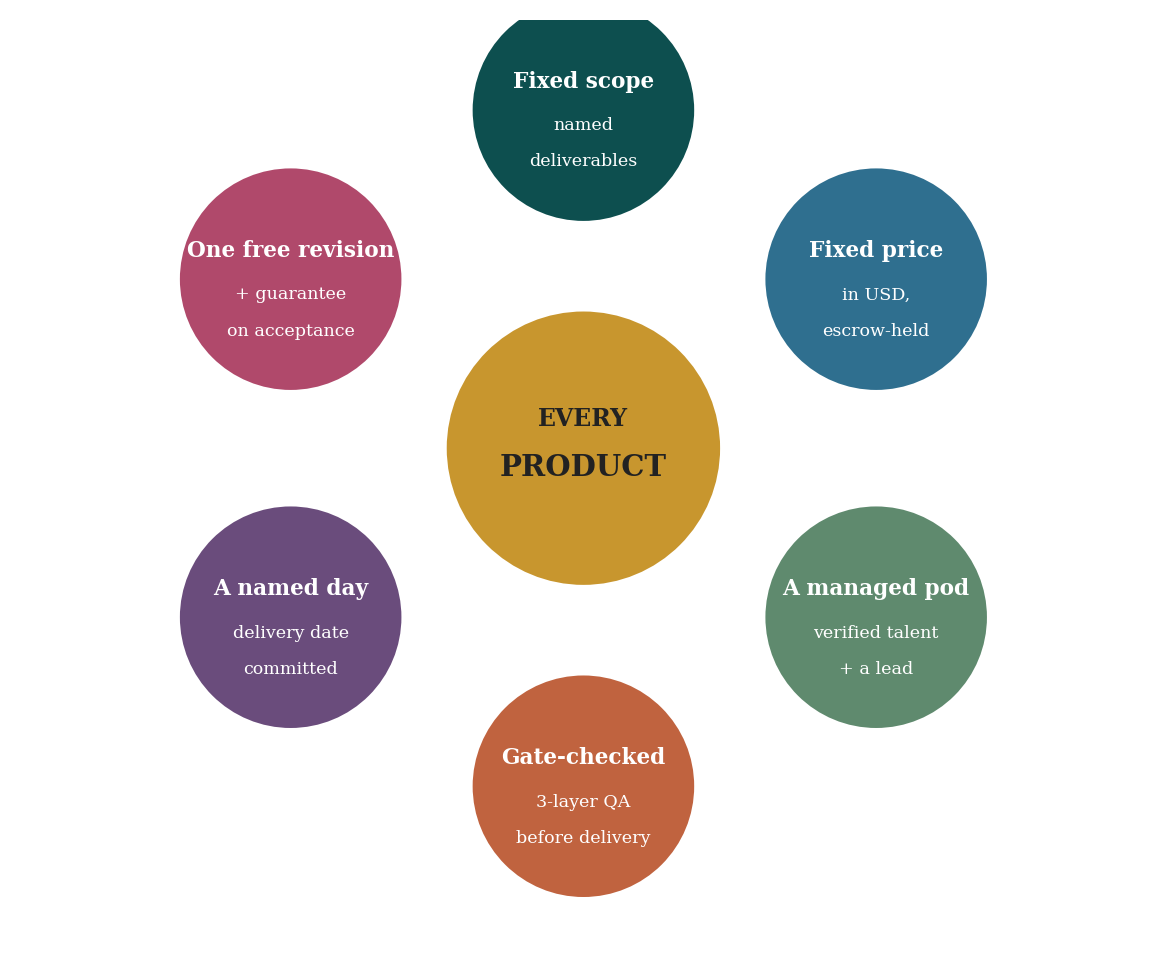 Fixed scope
named
deliverables
One free revision
+ guarantee
on acceptance
Fixed price
in USD,
escrow-held
EVERY
PRODUCT
A named day
delivery date
committed
A managed pod
verified talent
+ a lead
Gate-checked
3-layer QA
before delivery